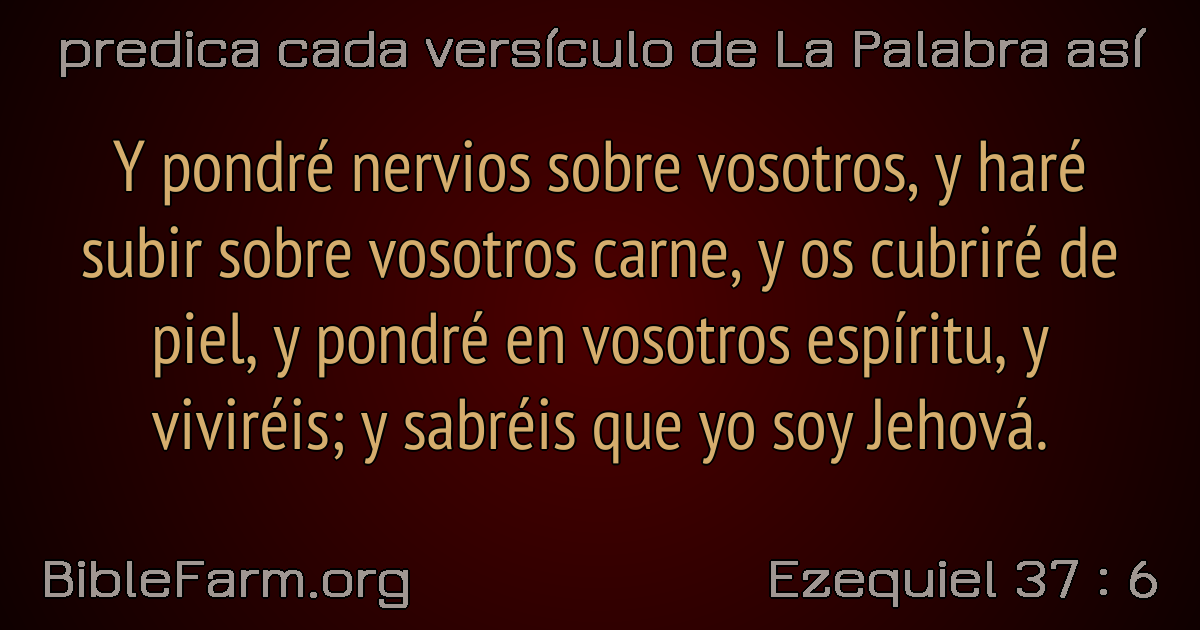 predica cada versículo de La Palabra así
Y pondré nervios sobre vosotros, y haré
subir sobre vosotros carne, y os cubriré de
piel, y pondré en vosotros espíritu, y
viviréis; y sabréis que yo soy Jehová.
BibleFarm.org
Ezequiel 37 : 6